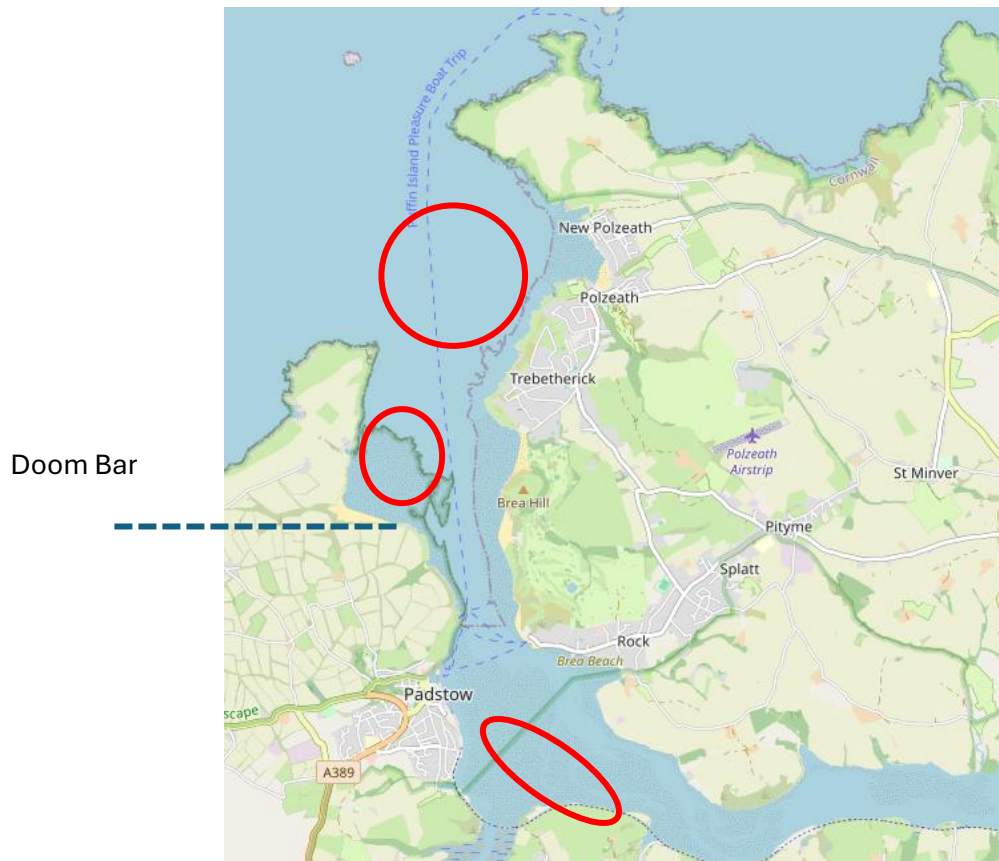 Puffin Island Pleasure Boat Trip
Cornwall
New Polzeath
Polzeath
Trebetherick
Polzeath
Airstrip
Doom Bar
St Minver
Brea Hill
Pityme
Splatt
Rock
Brea Beach
Padstow
scape
A389